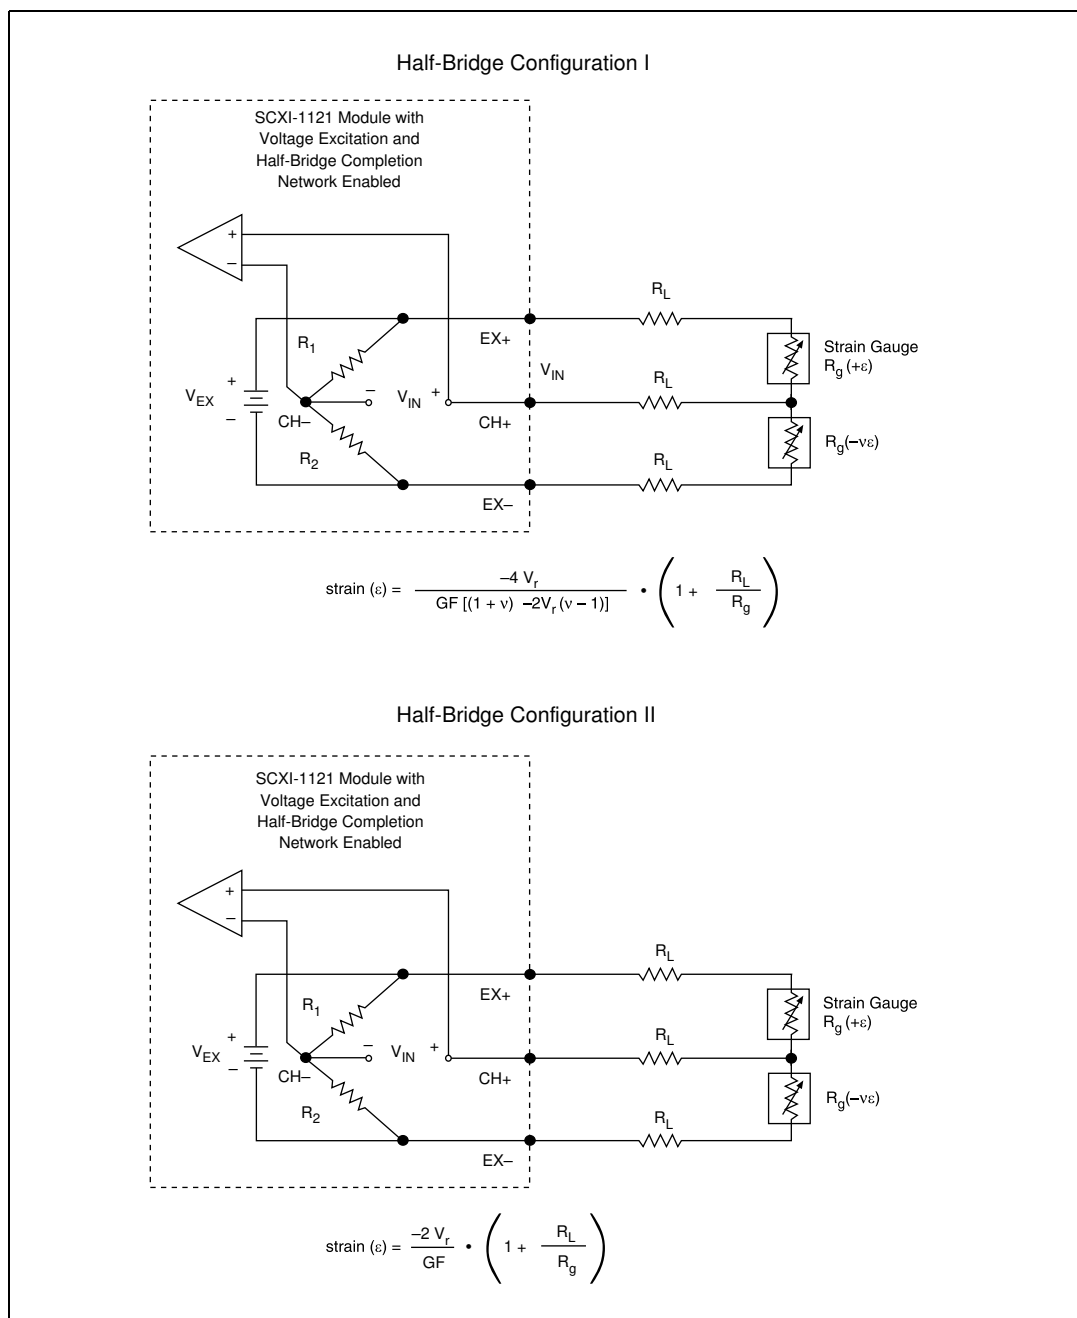 Half-Bridge Configuration I
SCXI-1121 Module with
Voltage Excitation and
Half-Bridge Completion
Network Enabled
+
–
R_L
R_1
EX+
Strain Gauge
R_g (+ε)
V_IN
+
V_EX
–
CH–
–
V_IN
+
R_L
CH+
R_2
R_L
R_g(–νε)
EX–
strain (ε) = –4 V_r / GF [(1 + ν) –2V_r (ν – 1)] • (1 + R_L / R_g)
Half-Bridge Configuration II
SCXI-1121 Module with
Voltage Excitation and
Half-Bridge Completion
Network Enabled
+
–
R_L
R_1
EX+
Strain Gauge
R_g (+ε)
+
V_EX
–
CH–
–
V_IN
+
R_L
CH+
R_2
R_L
R_g(–νε)
EX–
strain (ε) = –2 V_r / GF • (1 + R_L / R_g)